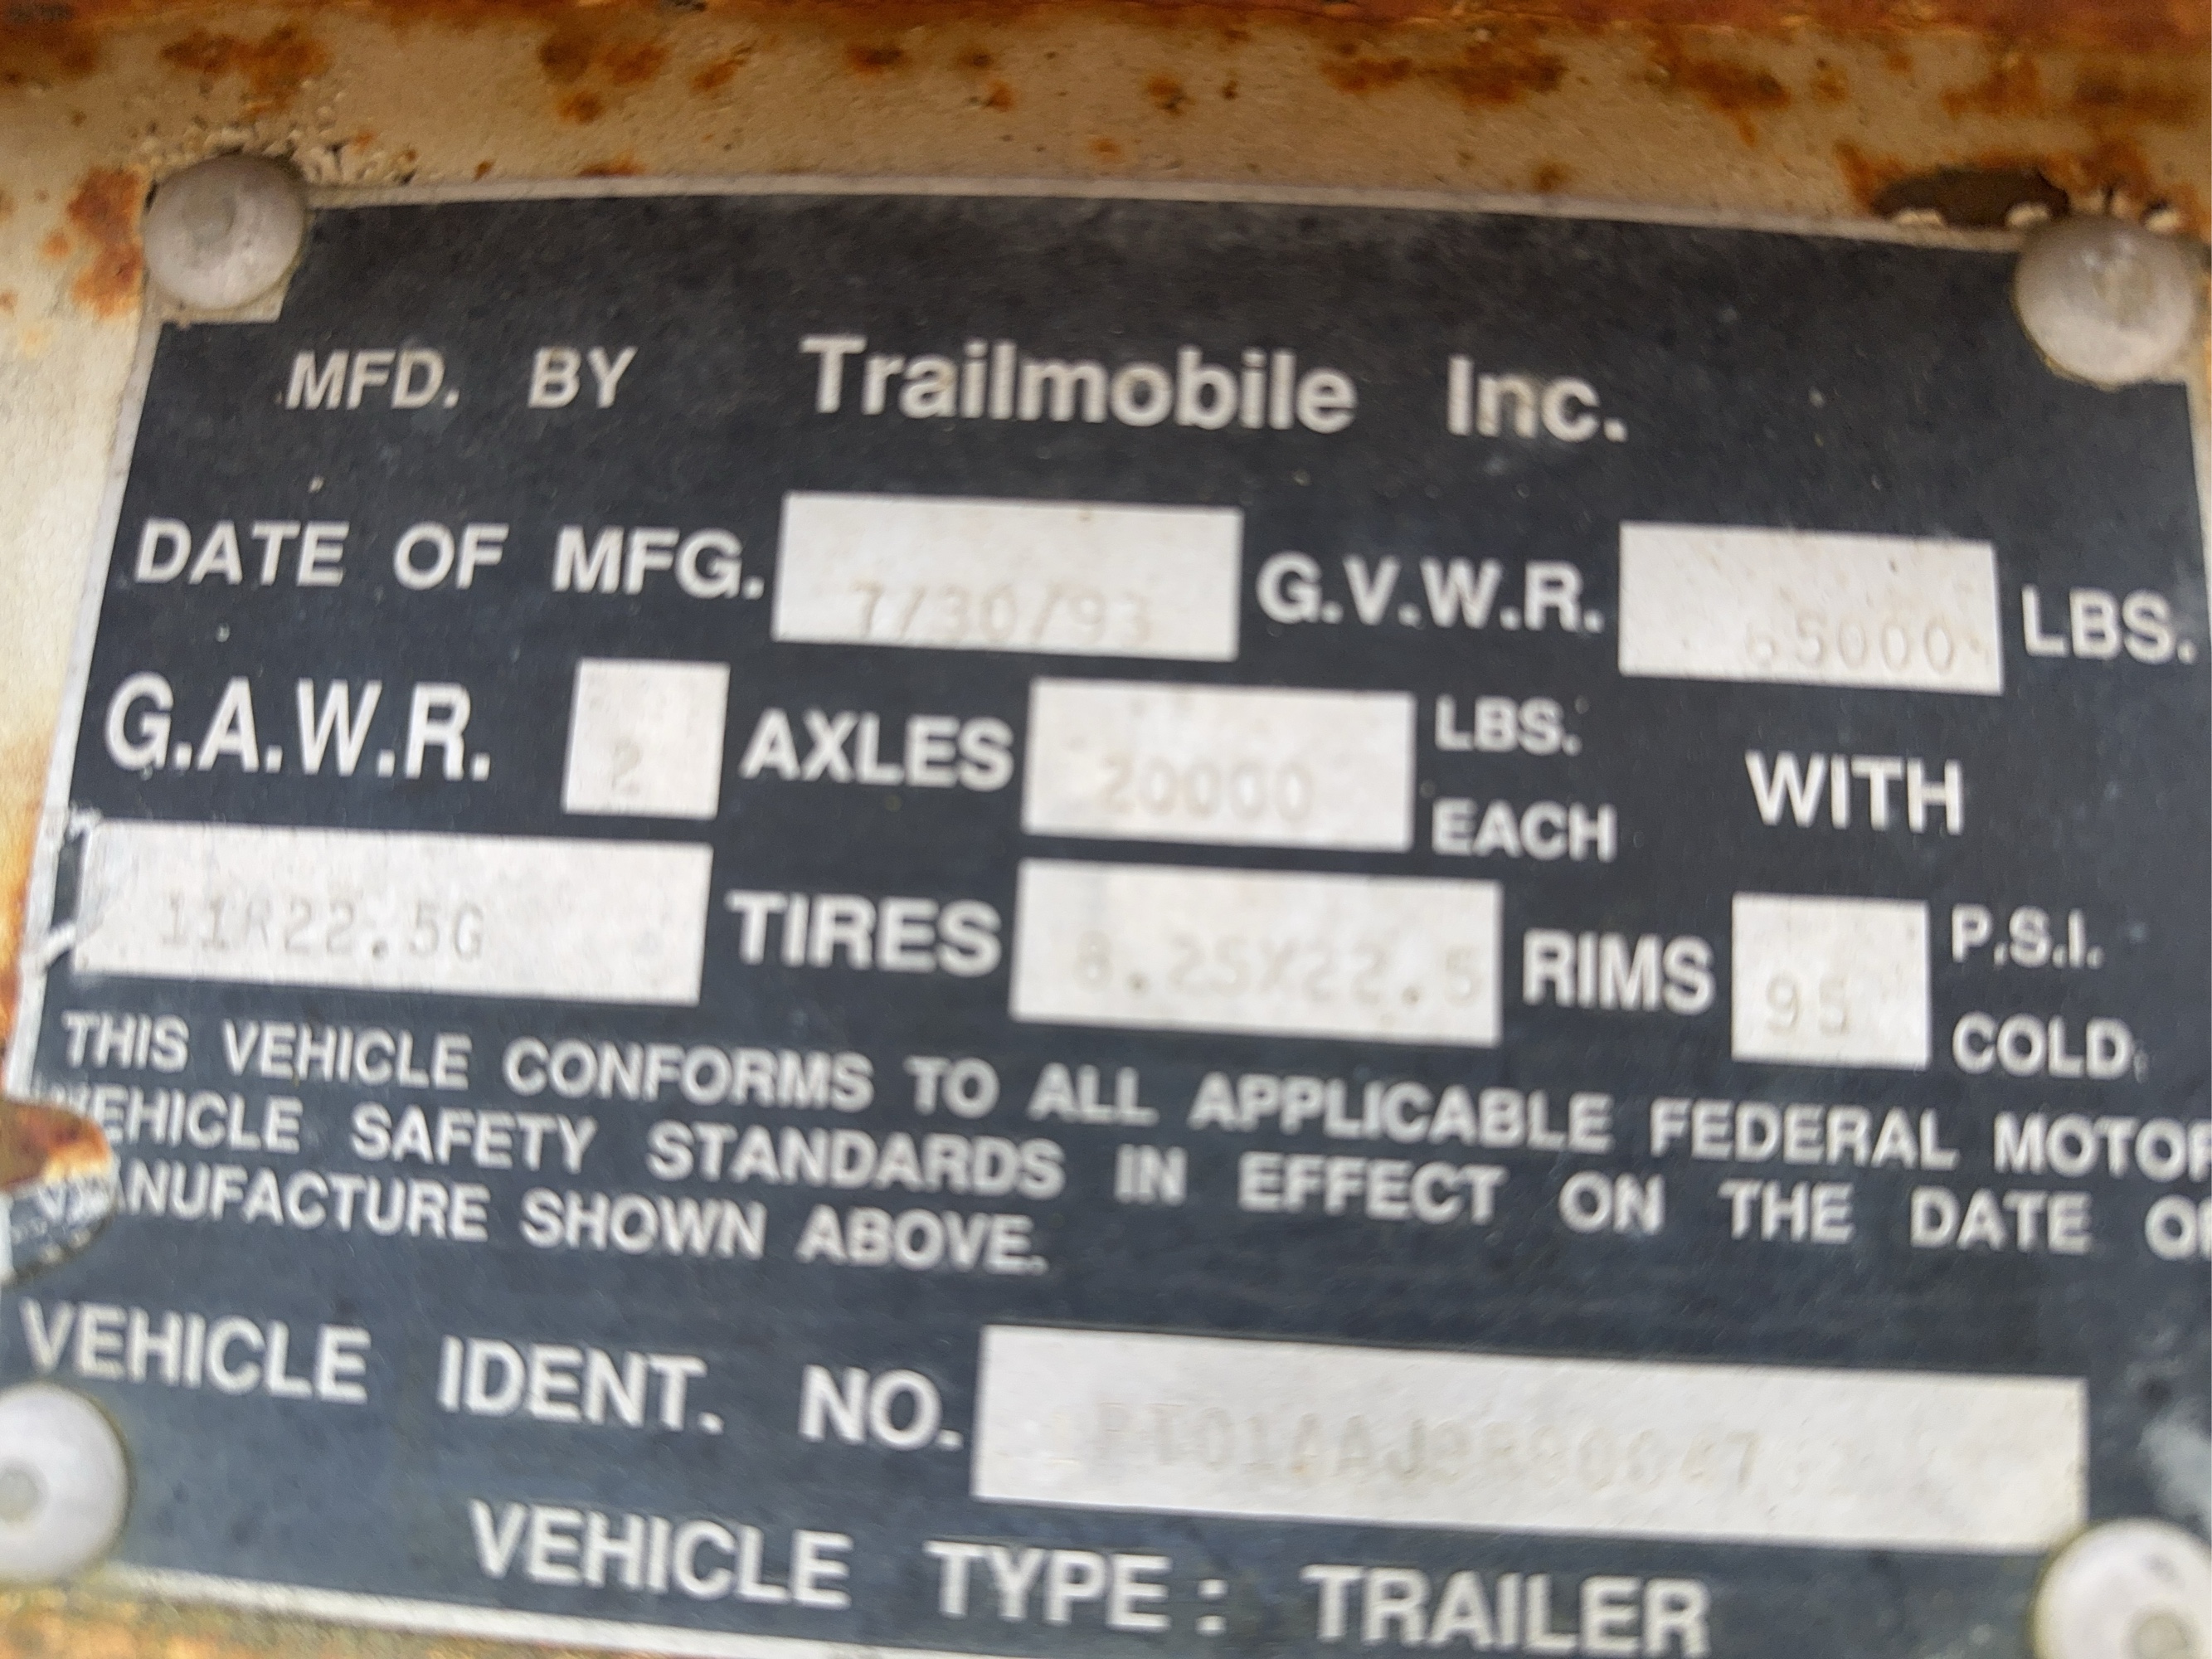 MFD. BY Trailmobile Inc.
DATE OF MFG. 7/30/93 G.V.W.R. 65000 LBS.
G.A.W.R. 2 AXLES 20000 LBS. EACH WITH
11R22.5G TIRES 8.25X22.5 RIMS 95 P.S.I. COLD.
THIS VEHICLE CONFORMS TO ALL APPLICABLE FEDERAL MOTOR
VEHICLE SAFETY STANDARDS IN EFFECT ON THE DATE OF
MANUFACTURE SHOWN ABOVE.
VEHICLE IDENT. NO.
VEHICLE TYPE: TRAILER